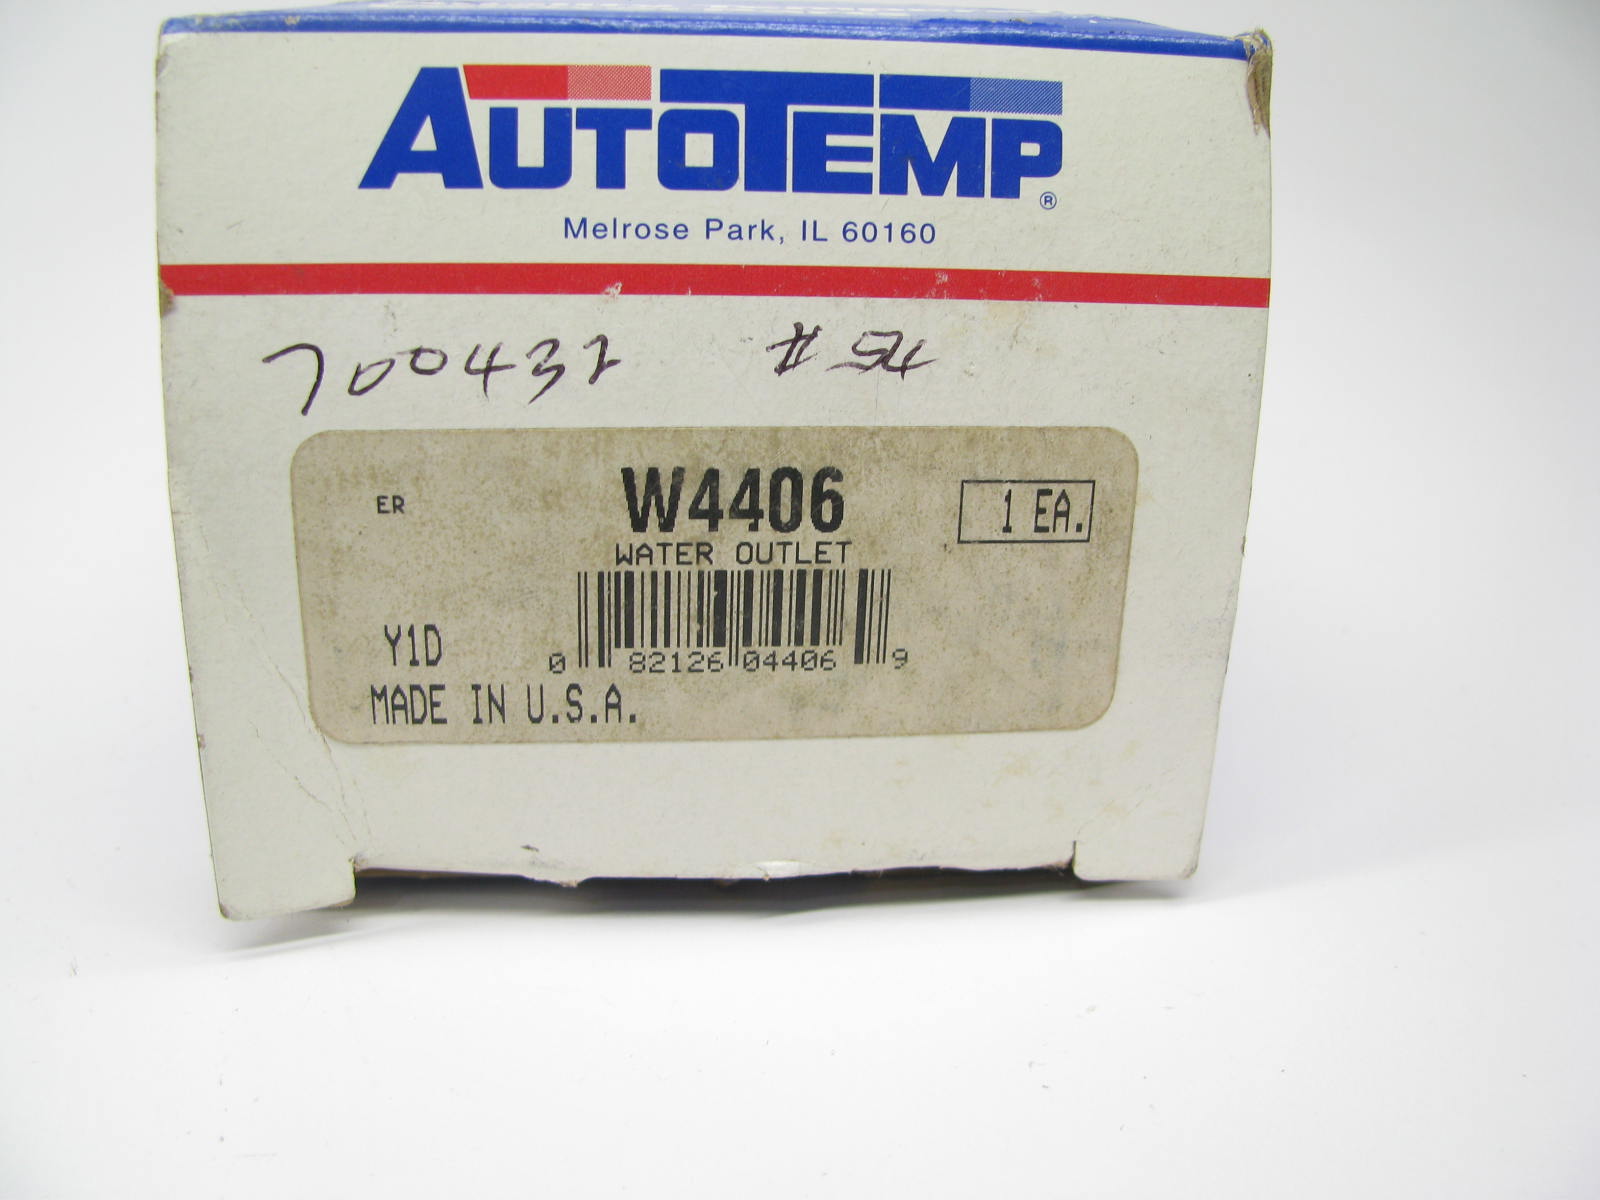 AUTOTEMP®
Melrose Park, IL 60160
700432 # 54
ER W4406 1 EA.
WATER OUTLET
Y1D 0 82126 04406 9
MADE IN U.S.A.